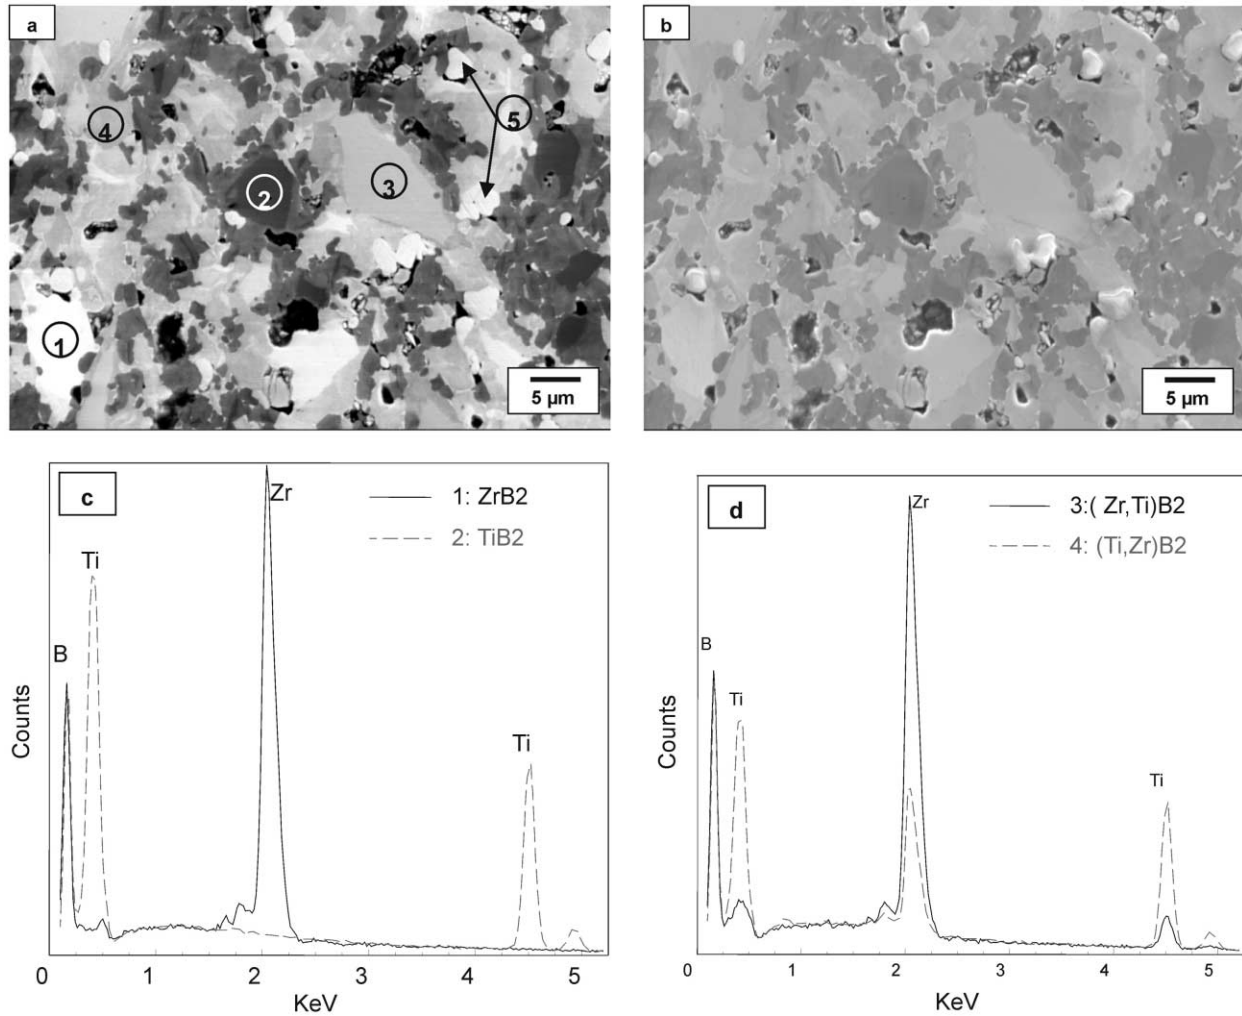 a
b
5
4
2
3
1
5 µm
5 µm
c
Zr
1: ZrB2
2: TiB2
Ti
B
Ti
Counts
0 1 2 3 4 5
KeV
d
Zr
3:( Zr,Ti)B2
4: (Ti,Zr)B2
B
Ti
Ti
Counts
0 1 2 3 4 5
KeV